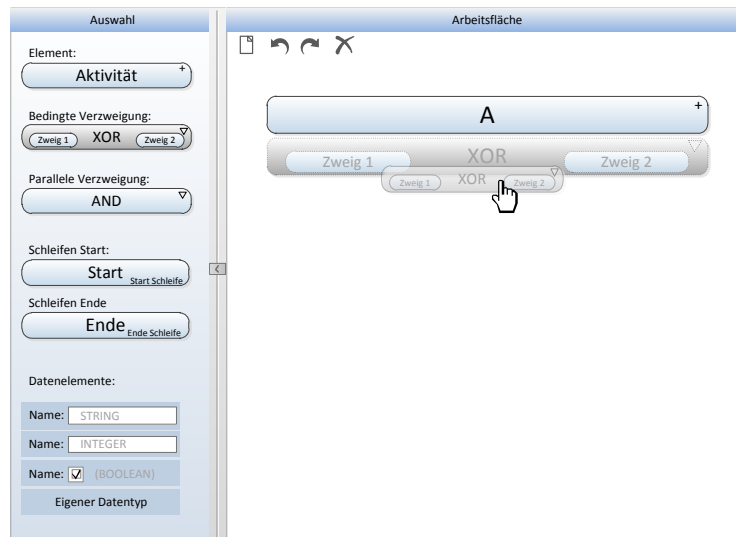 Auswahl
Element:
Aktivität +
Bedingte Verzweigung:
Zweig 1 XOR Zweig 2
Parallele Verzweigung:
AND
Schleifen Start:
Start Start Schleife
Schleifen Ende
Ende Ende Schleife
Datenelemente:
Name: STRING
Name: INTEGER
Name: (BOOLEAN)
Eigener Datentyp
Arbeitsfläche
A +
Zweig 1 XOR Zweig 2
Zweig 1 XOR Zweig 2